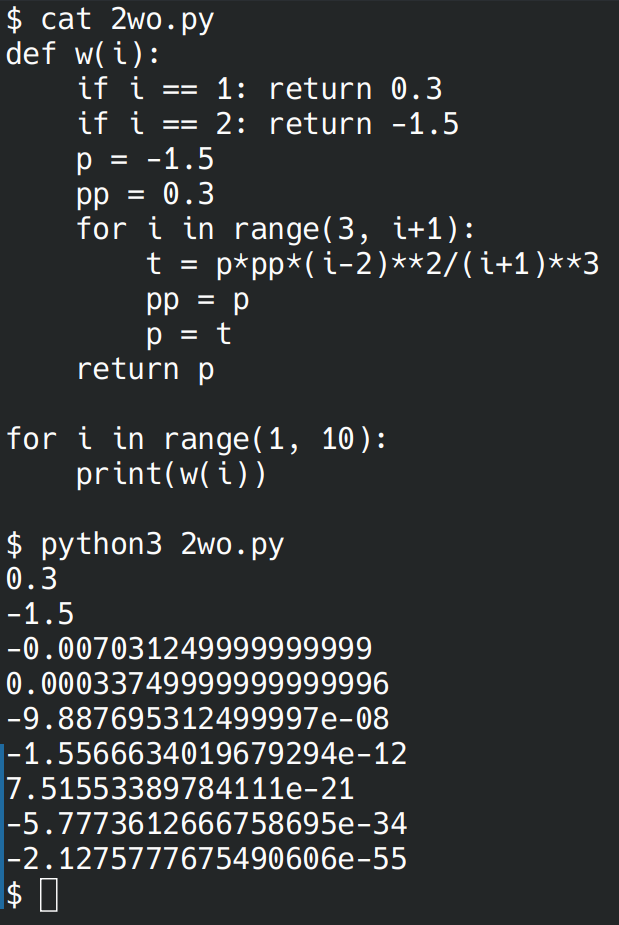 $ cat 2wo.py
def w(i):
    if i == 1: return 0.3
    if i == 2: return -1.5
    p = -1.5
    pp = 0.3
    for i in range(3, i+1):
        t = p*pp*(i-2)**2/(i+1)**3
        pp = p
        p = t
    return p

for i in range(1, 10):
    print(w(i))

$ python3 2wo.py
0.3
-1.5
-0.007031249999999999
0.00033749999999999996
-9.887695312499997e-08
-1.5566634019679294e-12
7.51553389784111e-21
-5.7773612666758695e-34
-2.1275777675490606e-55
$